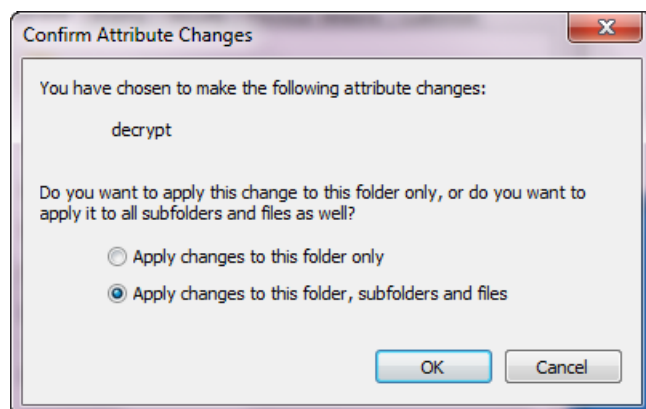 Confirm Attribute Changes
You have chosen to make the following attribute changes:
decrypt
Do you want to apply this change to this folder only, or do you want to
apply it to all subfolders and files as well?
Apply changes to this folder only
Apply changes to this folder, subfolders and files
OK
Cancel